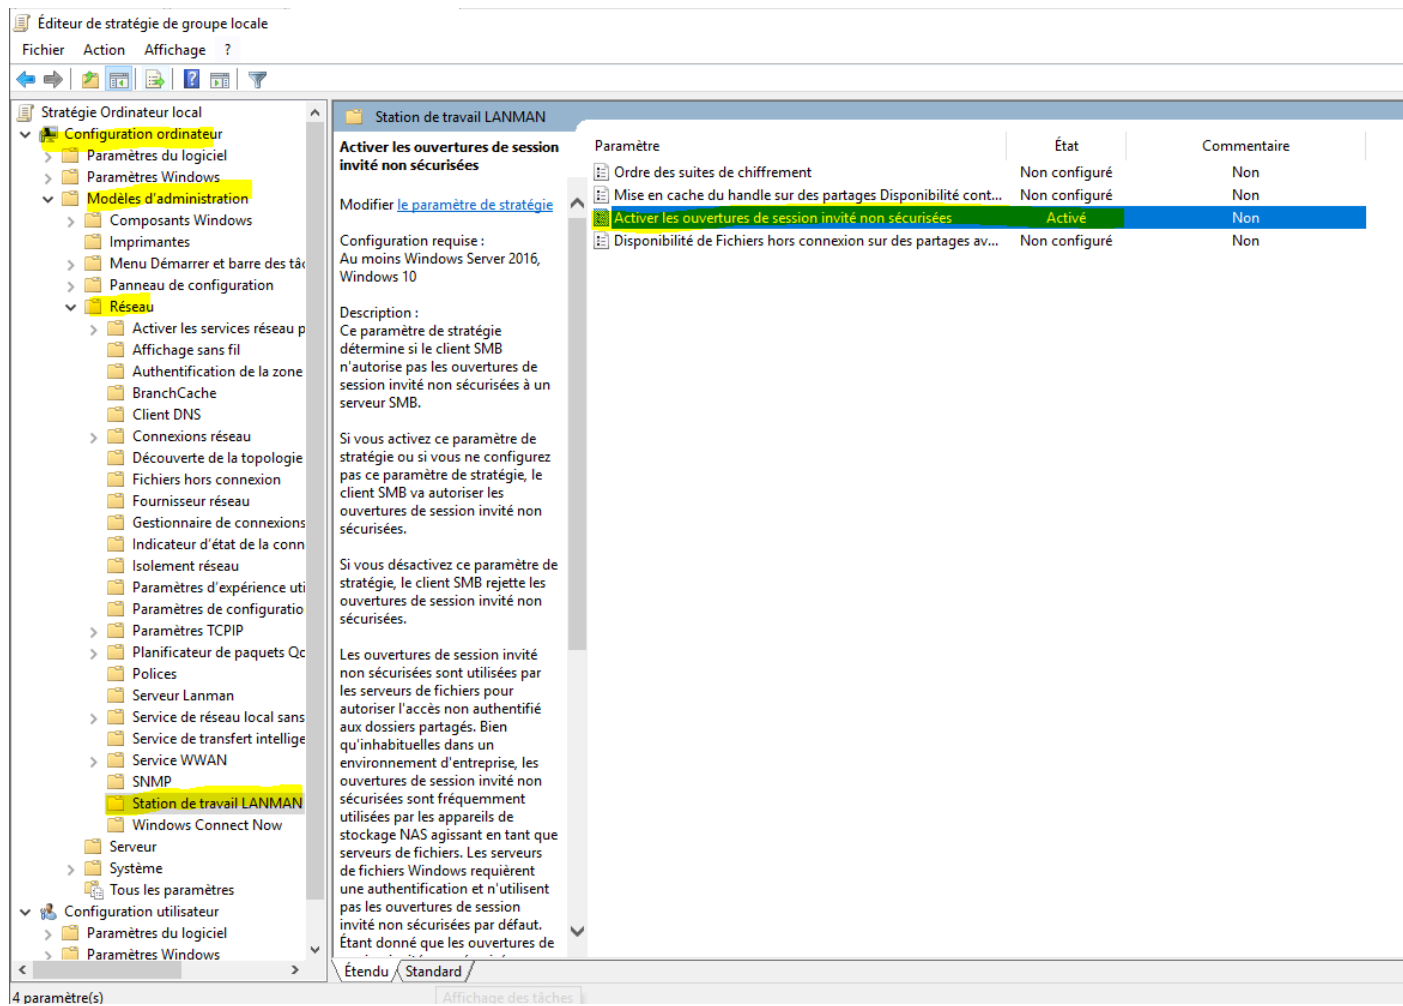 Éditeur de stratégie de groupe locale
Fichier Action Affichage ?
Stratégie Ordinateur local
Configuration ordinateur
Paramètres du logiciel
Paramètres Windows
Modèles d'administration
Composants Windows
Imprimantes
Menu Démarrer et barre des tâc
Panneau de configuration
Réseau
Activer les services réseau p
Affichage sans fil
Authentification de la zone
BranchCache
Client DNS
Connexions réseau
Découverte de la topologie
Fichiers hors connexion
Fournisseur réseau
Gestionnaire de connexions
Indicateur d'état de la conn
Isolement réseau
Paramètres d'expérience uti
Paramètres de configuratio
Paramètres TCPIP
Planificateur de paquets Qo
Polices
Serveur Lanman
Service de réseau local sans
Service de transfert intellige
Service WWAN
SNMP
Station de travail LANMAN
Windows Connect Now
Serveur
Système
Tous les paramètres
Configuration utilisateur
Paramètres du logiciel
Paramètres Windows
Station de travail LANMAN
Activer les ouvertures de session
invité non sécurisées
Modifier le paramètre de stratégie
Configuration requise :
Au moins Windows Server 2016,
Windows 10
Description :
Ce paramètre de stratégie
détermine si le client SMB
n'autorise pas les ouvertures de
session invité non sécurisées à un
serveur SMB.
Si vous activez ce paramètre de
stratégie ou si vous ne configurez
pas ce paramètre de stratégie, le
client SMB va autoriser les
ouvertures de session invité non
sécurisées.
Si vous désactivez ce paramètre de
stratégie, le client SMB rejette les
ouvertures de session invité non
sécurisées.
Les ouvertures de session invité
non sécurisées sont utilisées par
les serveurs de fichiers pour
autoriser l'accès non authentifié
aux dossiers partagés. Bien
qu'inhabituelles dans un
environnement d'entreprise, les
ouvertures de session invité non
sécurisées sont fréquemment
utilisées par les appareils de
stockage NAS agissant en tant que
serveurs de fichiers. Les serveurs
de fichiers Windows requièrent
une authentification et n'utilisent
pas les ouvertures de session
invité non sécurisées par défaut.
Étant donné que les ouvertures de
Paramètre État Commentaire
Ordre des suites de chiffrement Non configuré Non
Mise en cache du handle sur des partages Disponibilité cont... Non configuré Non
Activer les ouvertures de session invité non sécurisées Activé Non
Disponibilité de Fichiers hors connexion sur des partages av... Non configuré Non
Étendu Standard
4 paramètre(s)
Affichage des tâches